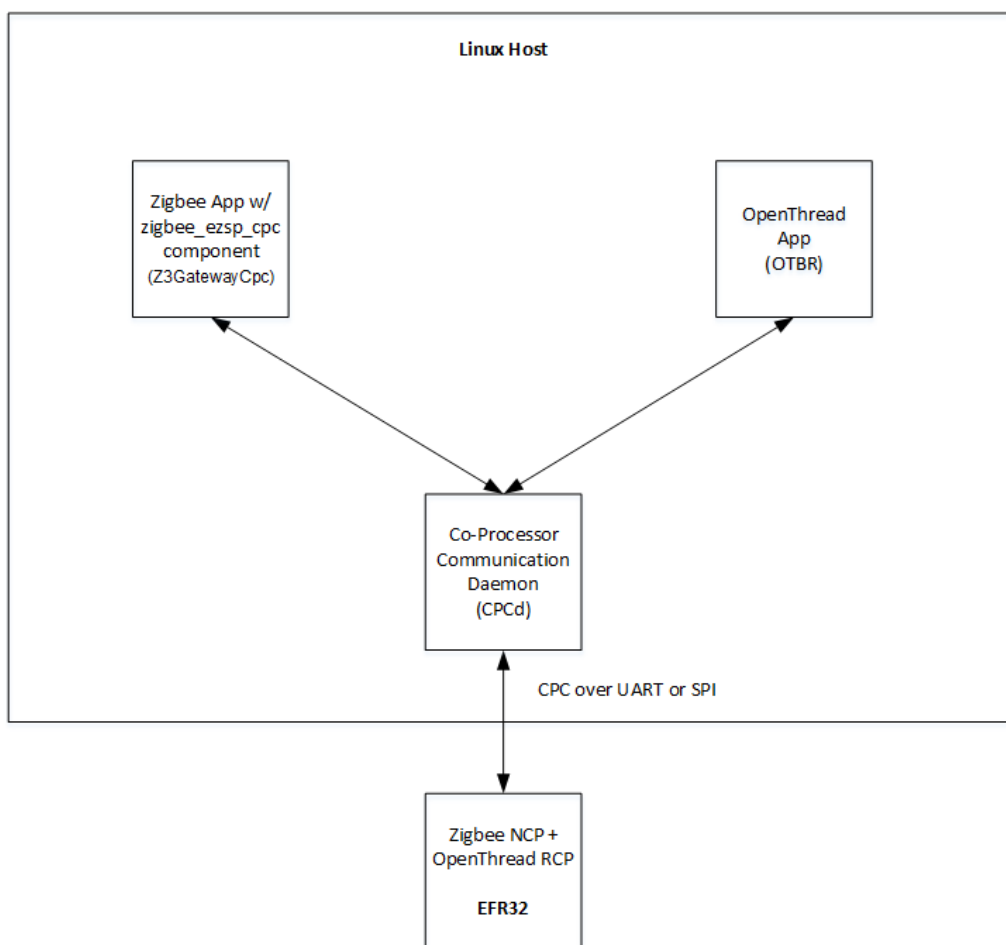 Linux Host
Zigbee App w/
zigbee_ezsp_cpc
component
(Z3GatewayCpc)
OpenThread
App
(OTBR)
Co-Processor
Communication
Daemon
(CPCd)
CPC over UART or SPI
Zigbee NCP +
OpenThread RCP
EFR32